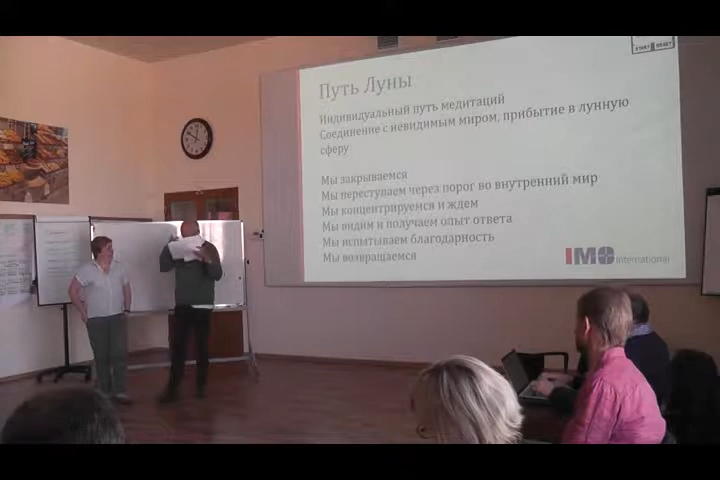 Путь Луны
Индивидуальный путь медитаций
Соединение с невидимым миром, прибытие в лунную
сферу
Мы закрываемся
Мы переступаем через порог во внутренний мир
Мы концентрируемся и ждем
Мы видим и получаем опыт ответа
Мы испытываем благодарность
Мы возвращаемся
IMO international